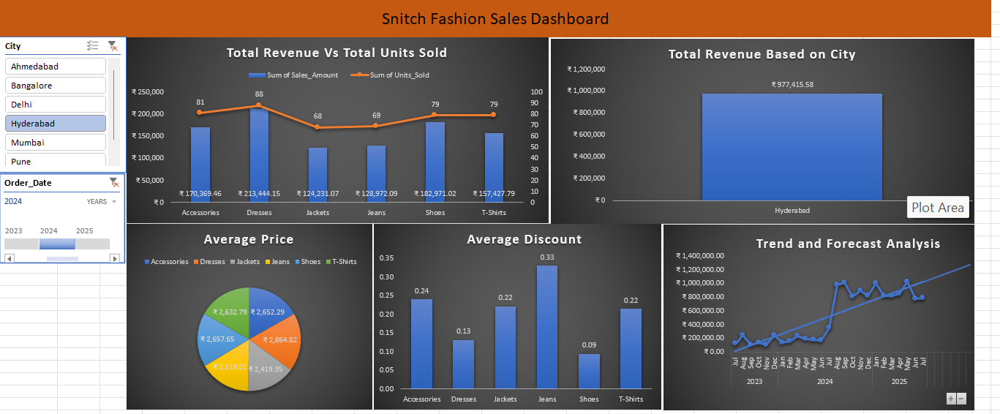 Snitch Fashion Sales Dashboard
City
Ahmedabad
Bangalore
Delhi
Hyderabad
Mumbai
Pune
Order_Date
2024 YEARS
2023 2024 2025
Total Revenue Vs Total Units Sold
Sum of Sales_Amount Sum of Units_Sold
₹ 250,000
₹ 200,000
₹ 150,000
₹ 100,000
₹ 50,000
₹ 0
81 88 68 69 79 79
₹ 170,369.46 ₹ 213,444.15 ₹ 124,231.07 ₹ 128,972.09 ₹ 182,971.02 ₹ 157,427.79
100
90
80
70
60
50
40
30
20
10
0
Accessories Dresses Jackets Jeans Shoes T-Shirts
Total Revenue Based on City
₹ 1,200,000
₹ 1,000,000
₹ 800,000
₹ 600,000
₹ 400,000
₹ 200,000
₹ 0
₹ 977,415.58
Hyderabad
Plot Area
Average Price
Accessories Dresses Jackets Jeans Shoes T-Shirts
₹ 2,632.79 ₹ 2,652.29
₹ 2,657.65 ₹ 2,864.82
₹ 2,519.01 ₹ 2,419.35
Average Discount
0.35
0.30
0.25
0.20
0.15
0.10
0.05
0.00
0.24 0.13 0.22 0.33 0.09 0.22
Accessories Dresses Jackets Jeans Shoes T-Shirts
Trend and Forecast Analysis
₹ 1,400,000.00
₹ 1,200,000.00
₹ 1,000,000.00
₹ 800,000.00
₹ 600,000.00
₹ 400,000.00
₹ 200,000.00
₹ 0.00
Jul Aug Sep Oct Nov Dec Jan Feb Mar Apr May Jun Jul Aug Sep Oct Nov Dec Jan Feb Mar Apr May Jun Jul
2023 2024 2025
+ −